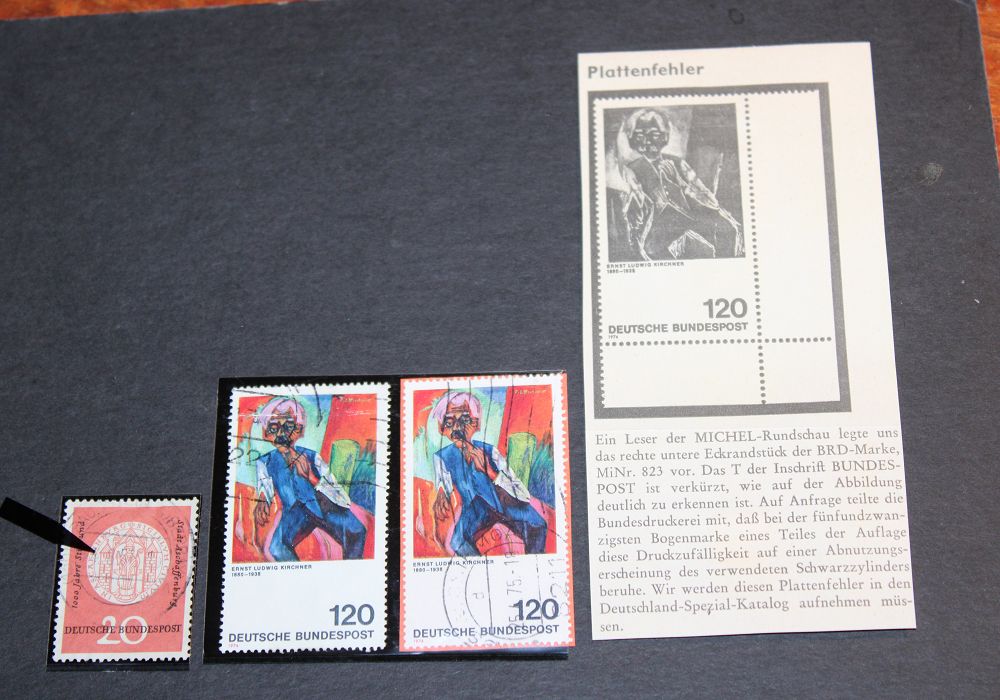 Plattenfehler
ERNST LUDWIG KIRCHNER
1880–1938
120
DEUTSCHE BUNDESPOST
1974
Ein Leser der MICHEL-Rundschau legte uns
das rechte untere Eckrandstück der BRD-Marke,
MiNr. 823 vor. Das T der Inschrift BUNDES-
POST ist verkürzt, wie auf der Abbildung
deutlich zu erkennen ist. Auf Anfrage teilte die
Bundesdruckerei mit, daß bei der fünfundzwan-
zigsten Bogenmarke eines Teiles der Auflage
diese Druckzufälligkeit auf einer Abnutzungs-
erscheinung des verwendeten Schwarzzylinders
beruhe. Wir werden diesen Plattenfehler in den
Deutschland-Spezial-Katalog aufnehmen müs-
sen.
1000 Jahre Stift und
Stadt Aschaffenburg
DEUTSCHE BUNDESPOST
20
ERNST LUDWIG KIRCHNER
1880–1938
120
DEUTSCHE BUNDESPOST
1974
ERNST LUDWIG KIRCHNER
1880–1938
120
DEUTSCHE BUNDESPOST
1974